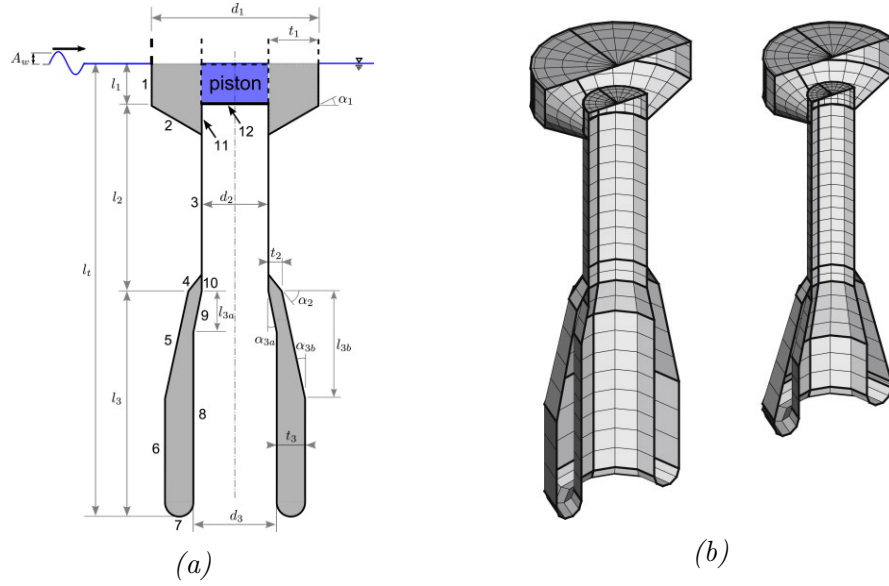 d₁
t₁
A_w
l₁
1
piston
α₁
2
12
11
l₂
3
d₂
l_t
t₂
4
10
α₂
9
l₃ₐ
5
α₃ₐ
α₃b
l₃b
l₃
8
6
t₃
7
d₃
(a)
(b)